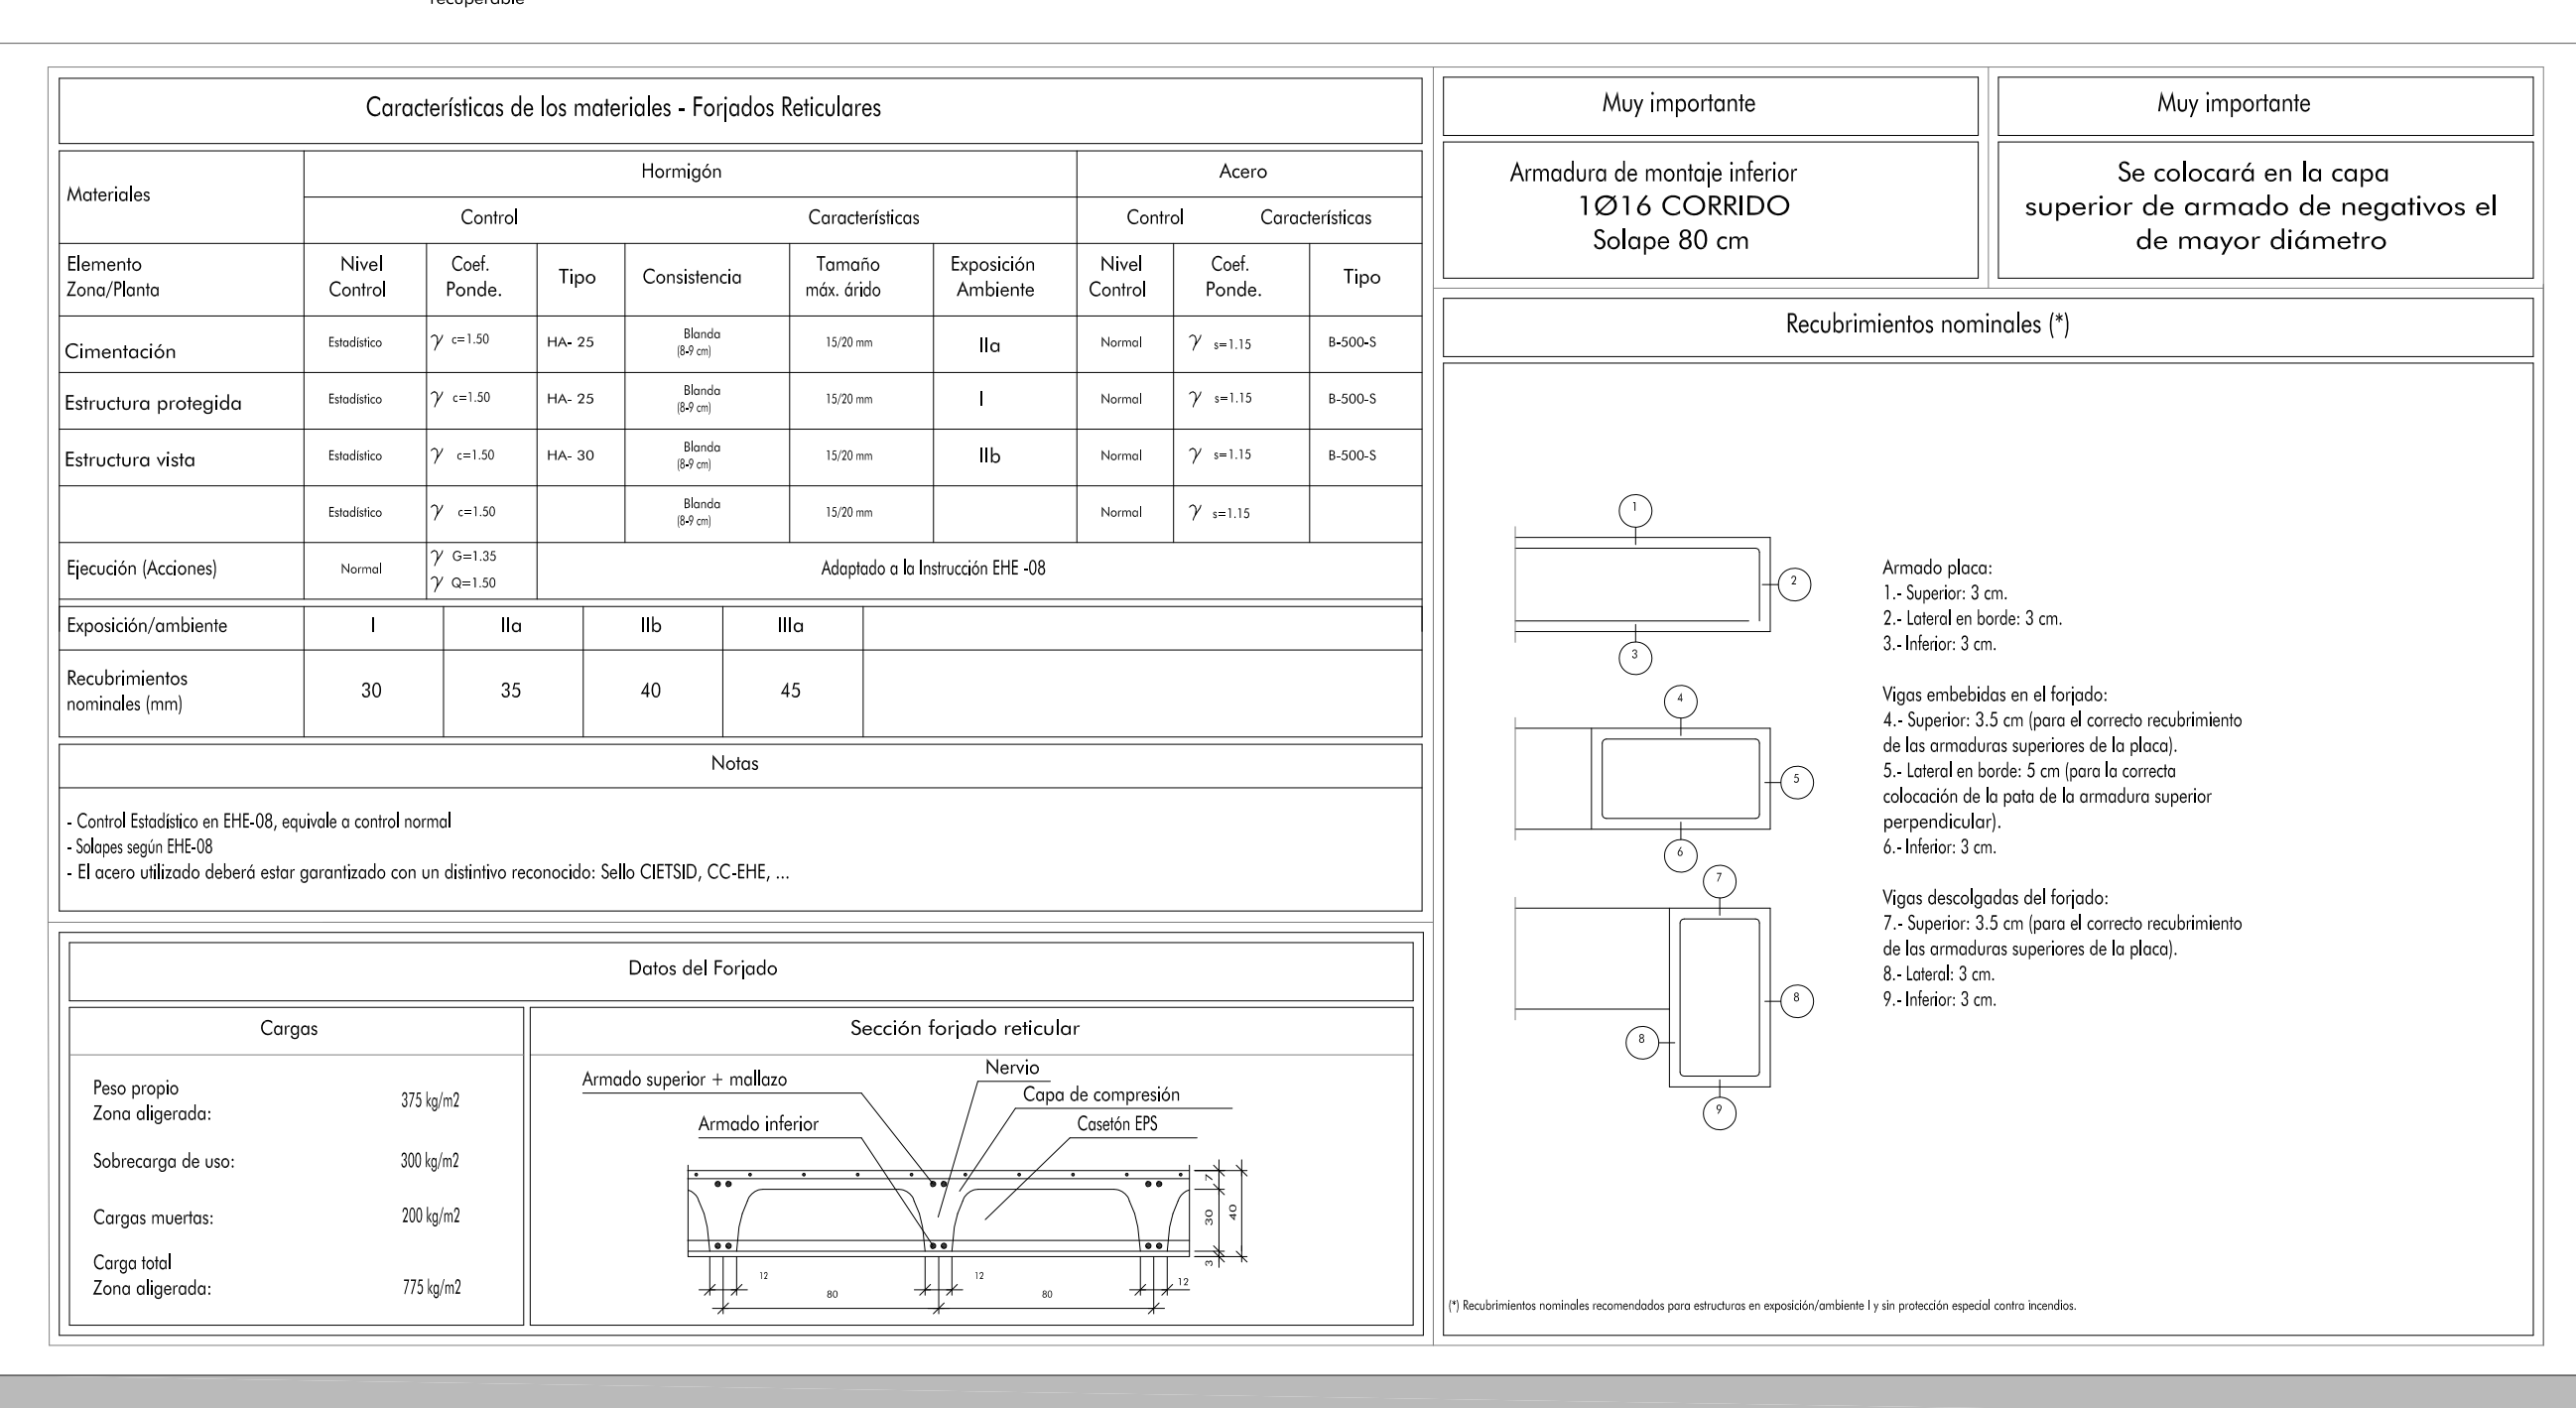 recuperable
Características de los materiales - Forjados Reticulares
Materiales
Hormigón
Acero
Control
Características
Control
Características
Elemento
Zona/Planta
Nivel
Control
Coef.
Ponde.
Tipo
Consistencia
Tamaño
máx. árido
Exposición
Ambiente
Nivel
Control
Coef.
Ponde.
Tipo
Cimentación
Estadístico
γ c=1.50
HA- 25
Blanda
(8-9 cm)
15/20 mm
IIa
Normal
γ s=1.15
B-500-S
Estructura protegida
Estadístico
γ c=1.50
HA- 25
Blanda
(8-9 cm)
15/20 mm
I
Normal
γ s=1.15
B-500-S
Estructura vista
Estadístico
γ c=1.50
HA- 30
Blanda
(8-9 cm)
15/20 mm
IIb
Normal
γ s=1.15
B-500-S
Estadístico
γ c=1.50
Blanda
(8-9 cm)
15/20 mm
Normal
γ s=1.15
Ejecución (Acciones)
Normal
γ G=1.35
γ Q=1.50
Adaptado a la Instrucción EHE -08
Exposición/ambiente
I
IIa
IIb
IIIa
Recubrimientos
nominales (mm)
30
35
40
45
Notas
- Control Estadístico en EHE-08, equivale a control normal
- Solapes según EHE-08
- El acero utilizado deberá estar garantizado con un distintivo reconocido: Sello CIETSID, CC-EHE, ...
Datos del Forjado
Cargas
Peso propio
Zona aligerada:
375 kg/m2
Sobrecarga de uso:
300 kg/m2
Cargas muertas:
200 kg/m2
Carga total
Zona aligerada:
775 kg/m2
Sección forjado reticular
Nervio
Armado superior + mallazo
Capa de compresión
Armado inferior
Casetón EPS
7
30
40
3
12
12
12
80
80
Muy importante
Armadura de montaje inferior
1Ø16 CORRIDO
Solape 80 cm
Muy importante
Se colocará en la capa
superior de armado de negativos el
de mayor diámetro
Recubrimientos nominales (*)
1
2
3
4
5
6
7
8
8
9
Armado placa:
1.- Superior: 3 cm.
2.- Lateral en borde: 3 cm.
3.- Inferior: 3 cm.
Vigas embebidas en el forjado:
4.- Superior: 3.5 cm (para el correcto recubrimiento
de las armaduras superiores de la placa).
5.- Lateral en borde: 5 cm (para la correcta
colocación de la pata de la armadura superior
perpendicular).
6.- Inferior: 3 cm.
Vigas descolgadas del forjado:
7.- Superior: 3.5 cm (para el correcto recubrimiento
de las armaduras superiores de la placa).
8.- Lateral: 3 cm.
9.- Inferior: 3 cm.
(*) Recubrimientos nominales recomendados para estructuras en exposición/ambiente I y sin protección especial contra incendios.